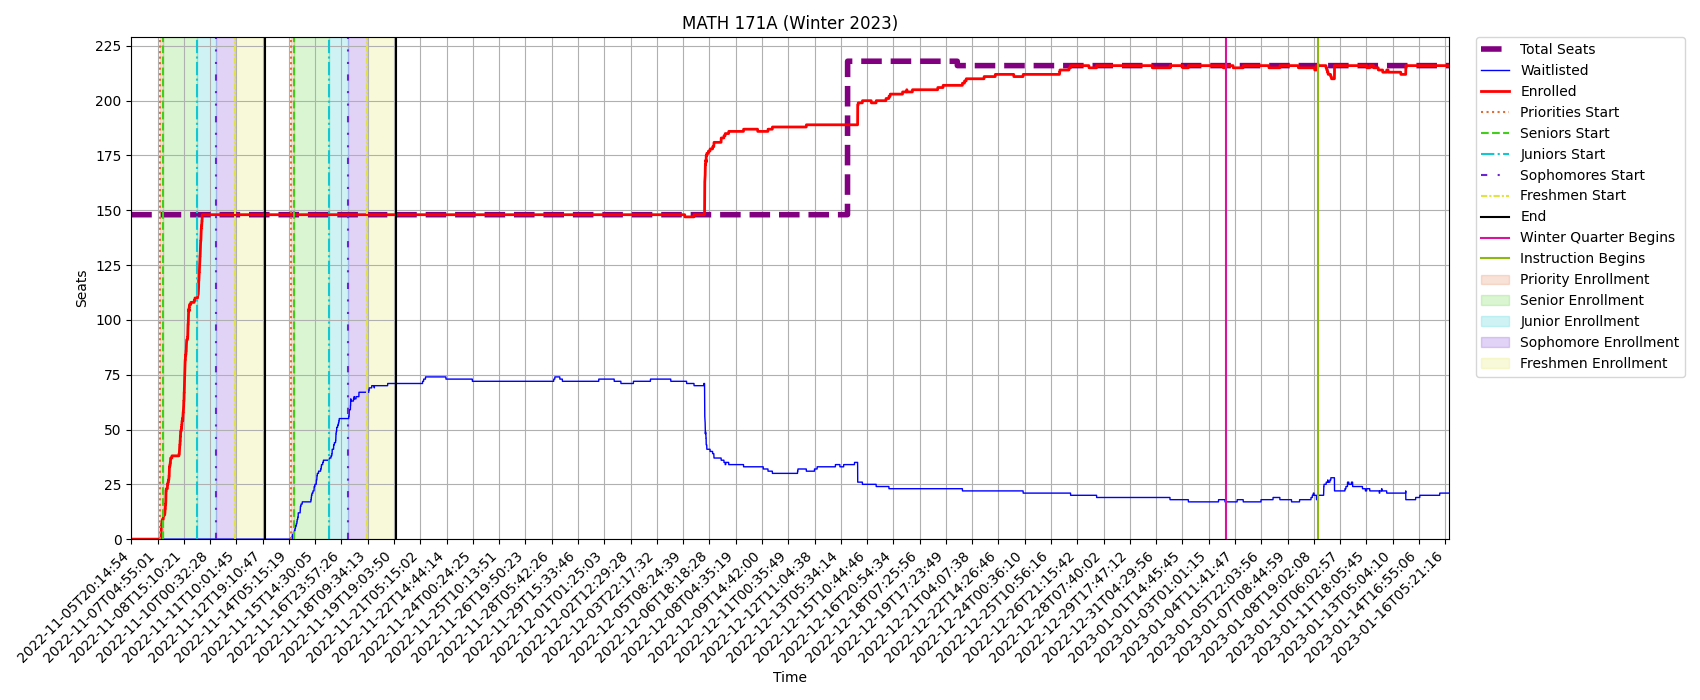 MATH 171A (Winter 2023)
Seats
225
200
175
150
125
100
75
50
25
0
2022-11-05T20:14:54
2022-11-07T04:55:01
2022-11-08T15:10:21
2022-11-10T00:32:28
2022-11-11T10:01:45
2022-11-12T19:10:47
2022-11-14T05:15:19
2022-11-15T14:30:05
2022-11-16T23:57:26
2022-11-18T09:34:13
2022-11-19T19:03:50
2022-11-21T05:15:02
2022-11-22T14:44:14
2022-11-24T00:24:25
2022-11-25T10:13:51
2022-11-26T19:50:23
2022-11-28T05:42:26
2022-11-29T15:33:46
2022-12-01T01:25:03
2022-12-02T12:29:28
2022-12-03T22:17:32
2022-12-05T08:24:39
2022-12-06T18:18:28
2022-12-08T04:35:19
2022-12-09T14:42:00
2022-12-11T00:35:49
2022-12-12T11:04:38
2022-12-13T05:34:14
2022-12-15T10:44:46
2022-12-16T20:54:34
2022-12-18T07:25:56
2022-12-19T17:23:49
2022-12-21T04:07:38
2022-12-22T14:26:46
2022-12-24T00:36:10
2022-12-25T10:56:16
2022-12-26T21:15:42
2022-12-28T07:40:02
2022-12-29T17:47:12
2022-12-31T04:29:56
2023-01-01T14:45:45
2023-01-03T01:01:15
2023-01-04T11:41:47
2023-01-05T22:03:56
2023-01-07T08:44:59
2023-01-08T19:02:08
2023-01-10T06:02:57
2023-01-11T18:05:45
2023-01-13T05:04:10
2023-01-14T16:55:06
2023-01-16T05:21:16
Time
Total Seats
Waitlisted
Enrolled
Priorities Start
Seniors Start
Juniors Start
Sophomores Start
Freshmen Start
End
Winter Quarter Begins
Instruction Begins
Priority Enrollment
Senior Enrollment
Junior Enrollment
Sophomore Enrollment
Freshmen Enrollment